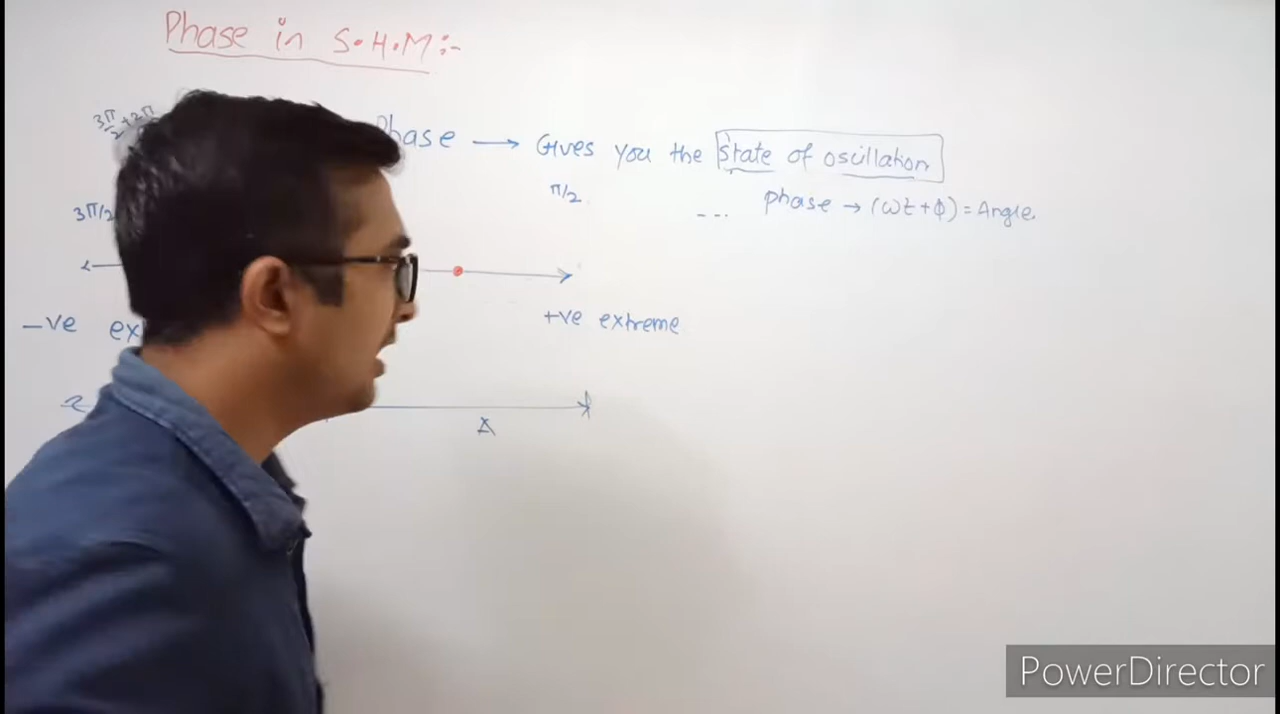 Phase in S.H.M:-
3π/2 + 2π
Phase → Gives you the state of oscillation
3π/2 π/2 --- phase → (ωt + ϕ) = Angle
-ve ex +ve extreme
A
PowerDirector